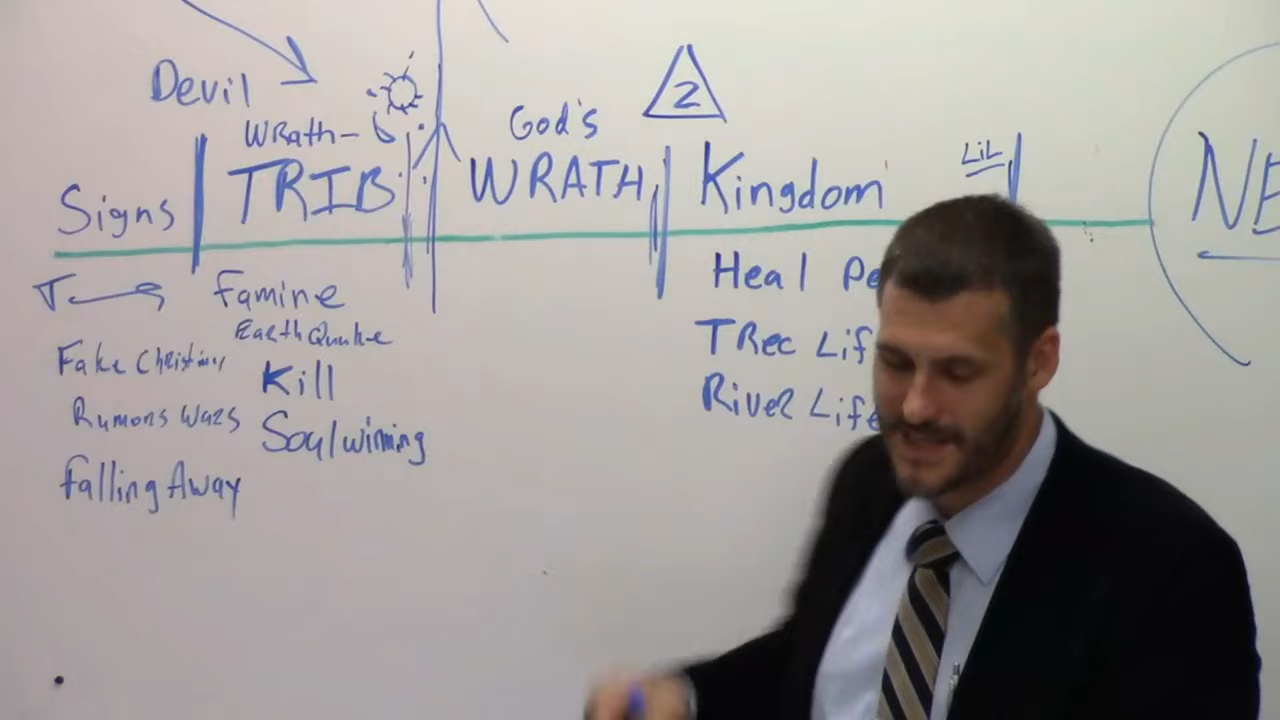 Devil
Wrath-
God's
2
Signs
TRIB
WRATH
Kingdom
LiL
NE
Famine
EarthQuake
Kill
Soulwinning
Fake
Rumors Wars
Falling Away
Heal Pe
TRee Lif
RiveR Life